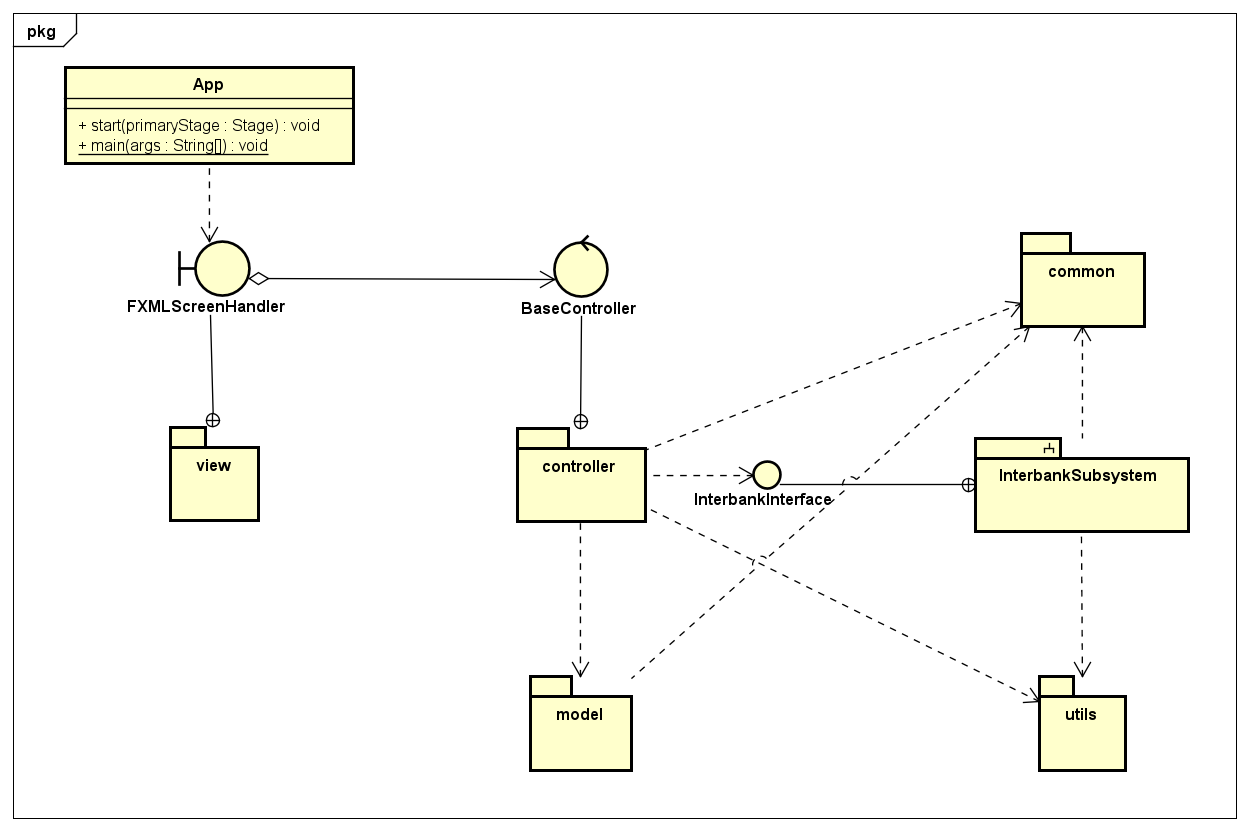 pkg
App
+ start(primaryStage : Stage) : void
+ main(args : String[]) : void
FXMLScreenHandler
BaseController
common
view
controller
InterbankInterface
InterbankSubsystem
model
utils